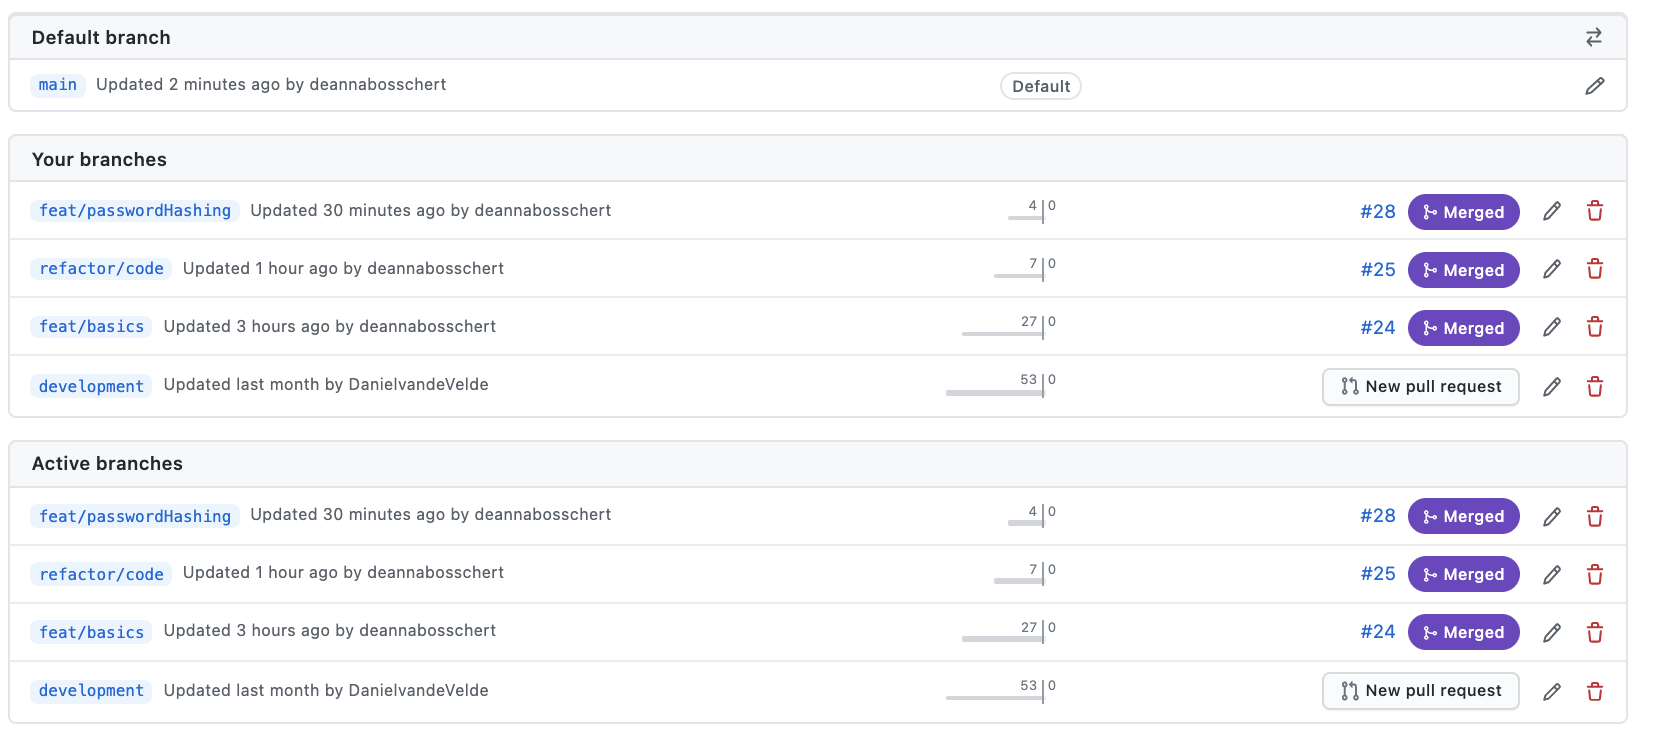 Default branch
main Updated 2 minutes ago by deannabosschert Default
Your branches
feat/passwordHashing Updated 30 minutes ago by deannabosschert 4 0 #28 Merged
refactor/code Updated 1 hour ago by deannabosschert 7 0 #25 Merged
feat/basics Updated 3 hours ago by deannabosschert 27 0 #24 Merged
development Updated last month by DanielvandeVelde 53 0 New pull request
Active branches
feat/passwordHashing Updated 30 minutes ago by deannabosschert 4 0 #28 Merged
refactor/code Updated 1 hour ago by deannabosschert 7 0 #25 Merged
feat/basics Updated 3 hours ago by deannabosschert 27 0 #24 Merged
development Updated last month by DanielvandeVelde 53 0 New pull request